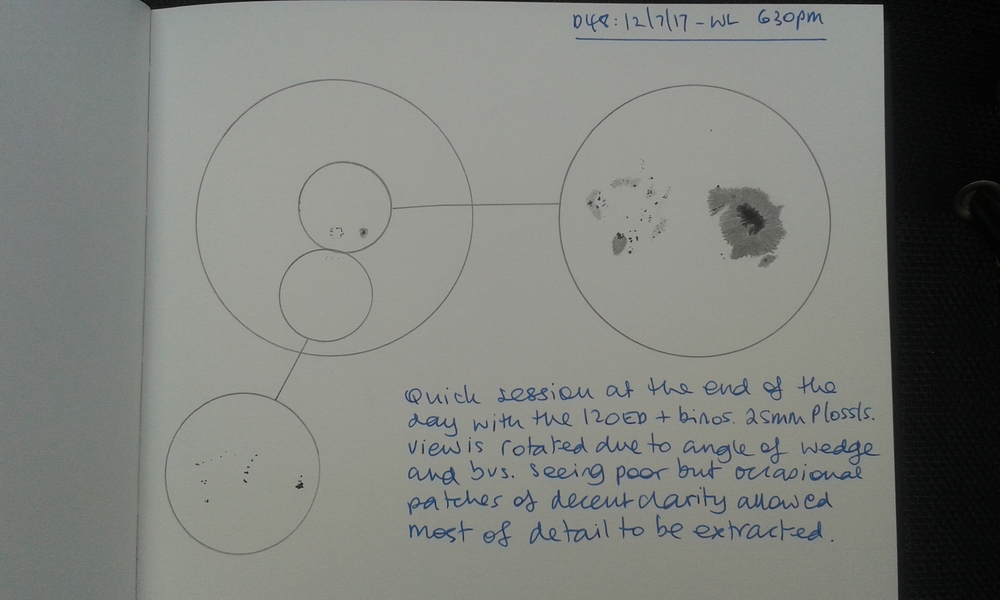 D48: 12/7/17 - WL 630pm
Quick session at the end of the
day with the 120ED + binos. 25mm Plossls.
view is rotated due to angle of wedge
and bvs. Seeing poor but occasional
patches of decent clarity allowed
most of detail to be extracted.